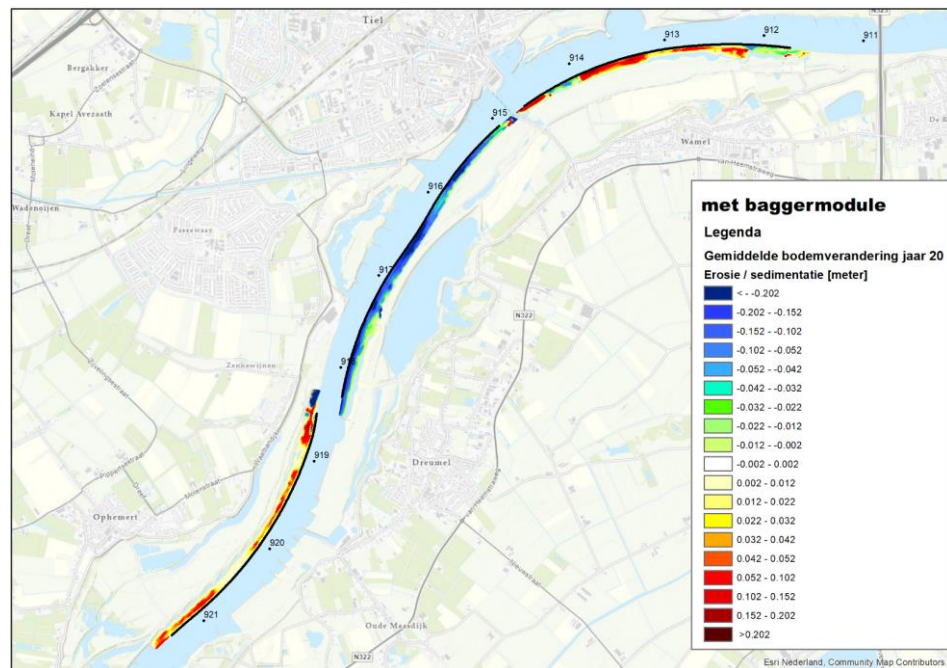 Tiel
N323
912
911
913
914
Bergakker
Kapel Avezaath
915
De R
Wamel
916
Wadenoijen
Passewaay
met baggermodule
Legenda
Gemiddelde bodemverandering jaar 20
Erosie / sedimentatie [meter]
< - -0.202
-0.202 - -0.152
-0.152 - -0.102
-0.102 - -0.052
-0.052 - -0.042
-0.042 - -0.032
-0.032 - -0.022
-0.022 - -0.012
-0.012 - -0.002
-0.002 - 0.002
0.002 - 0.012
0.012 - 0.022
0.022 - 0.032
0.032 - 0.042
0.042 - 0.052
0.052 - 0.102
0.102 - 0.152
0.152 - 0.202
>0.202
917
N322
Zennewijnen
919
Dreumel
Ophemert
920
921
Oude Maasdijk
N322
Esri Nederland, Community Map Contributors